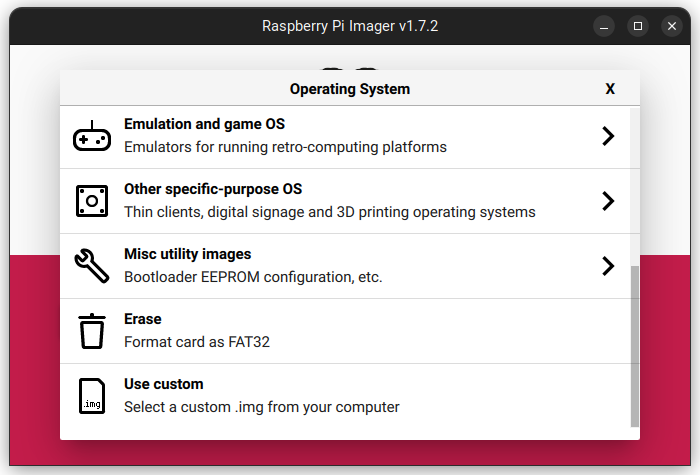 Raspberry Pi Imager v1.7.2
Operating System
X
Emulation and game OS
Emulators for running retro-computing platforms
Other specific-purpose OS
Thin clients, digital signage and 3D printing operating systems
Misc utility images
Bootloader EEPROM configuration, etc.
Erase
Format card as FAT32
Use custom
.img
Select a custom .img from your computer